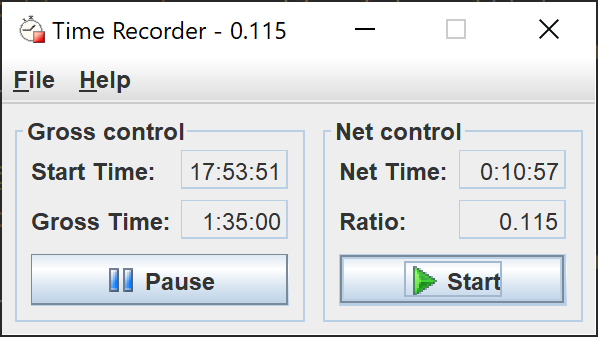 Time Recorder - 0.115
File Help
Gross control
Start Time: 17:53:51
Gross Time: 1:35:00
Pause
Net control
Net Time: 0:10:57
Ratio: 0.115
Start